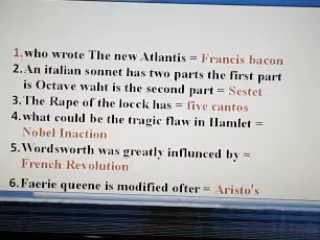 1.who wrote The new Atlantis = Francis bacon
2.An italian sonnet has two parts the first part
is Octave waht is the second part = Sestet
3.The Rape of the locck has = five cantos
4.what could be the tragic flaw in Hamlet =
Nobel Inaction
5.Wordsworth was greatly influnced by =
French Revolution
6.Faerie queene is modified ofter = Aristo's